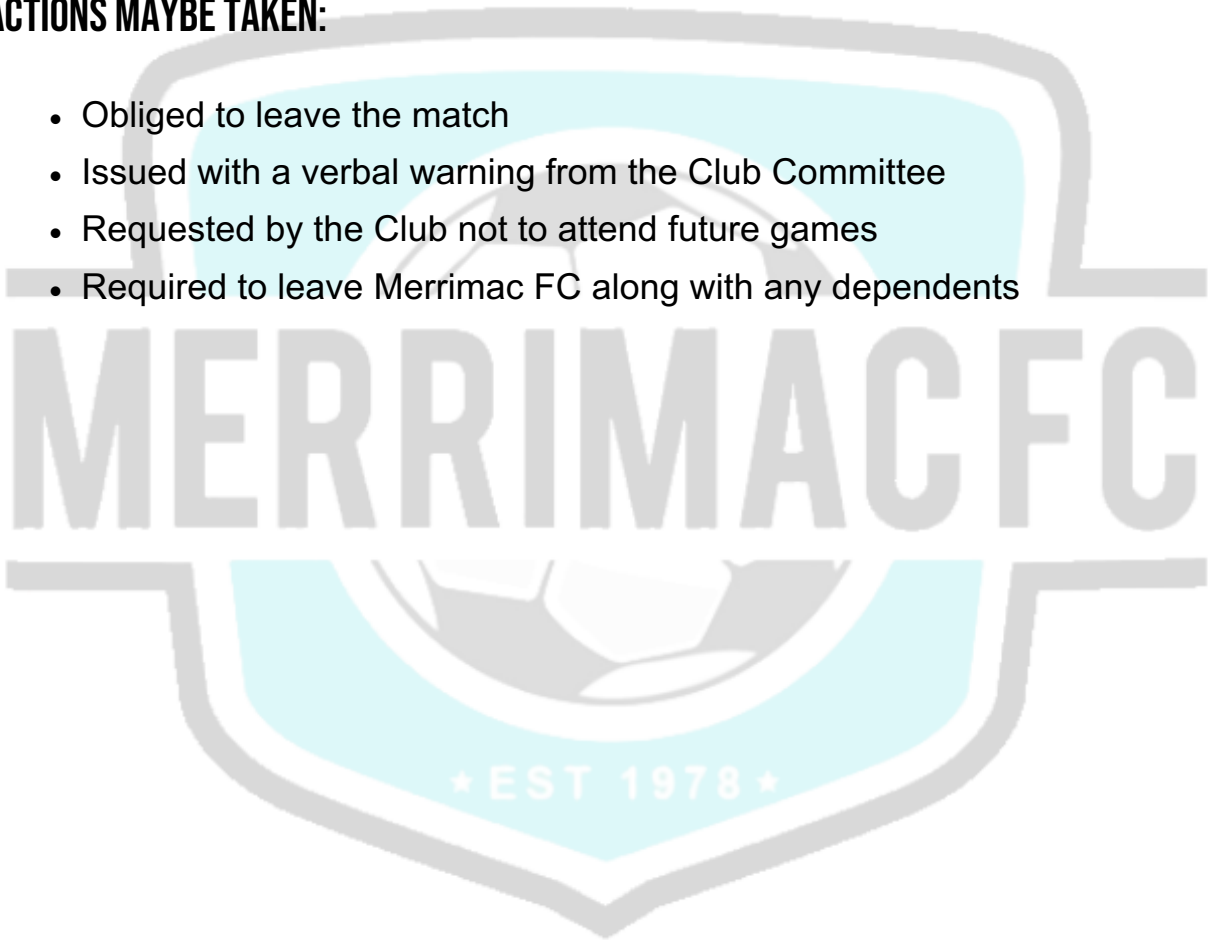 ACTIONS MAYBE TAKEN:
• Obliged to leave the match
• Issued with a verbal warning from the Club Committee
• Requested by the Club not to attend future games
• Required to leave Merrimac FC along with any dependents
MERRIMACFC
★ EST 1978 ★